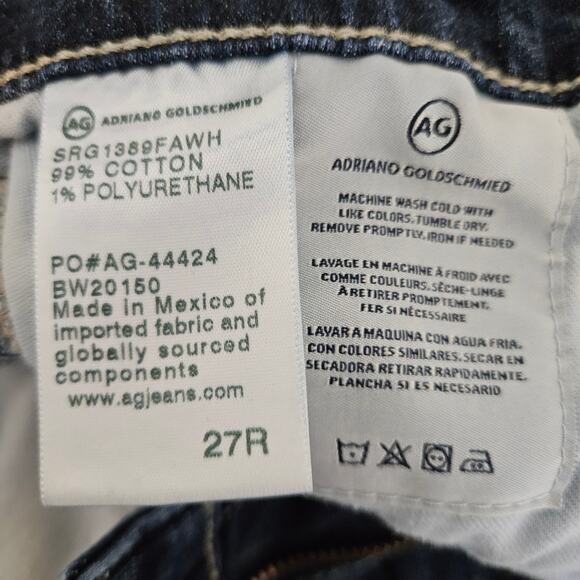 AG ADRIANO GOLDSCHMIED
SRG1389FAWH
99% COTTON
1% POLYURETHANE
PO#AG-44424
BW20150
Made in Mexico of
imported fabric and
globally sourced
components
www.agjeans.com
27R
AG
ADRIANO GOLDSCHMIED
MACHINE WASH COLD WITH
LIKE COLORS.TUMBLE DRY.
REMOVE PROMPTLY.IRON IF NEEDED
LAVAGE EN MACHINE À FROID AVEC
COMME COULEURS. SÈCHE-LINGE
À RETIRER PROMPTEMENT.
FER SI NÉCESSAIRE
LAVAR A MAQUINA CON AGUA FRIA.
CON COLORES SIMILARES. SECAR EN
SECADORA RETIRAR RAPIDAMENTE.
PLANCHA SI ES NECESARIO